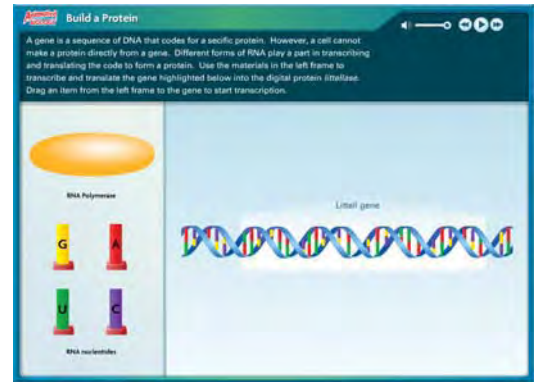 Animated Biology
Build a Protein
A gene is a sequence of DNA that codes for a secific protein. However, a cell cannot
make a protein directly from a gene. Different forms of RNA play a part in transcribing
and translating the code to form a protein. Use the materials in the left frame to
transcribe and translate the gene highlighted below into the digital protein littellase.
Drag an item from the left frame to the gene to start transcription.
RNA Polymerase
Littell gene
G A
U C
RNA nucleotides